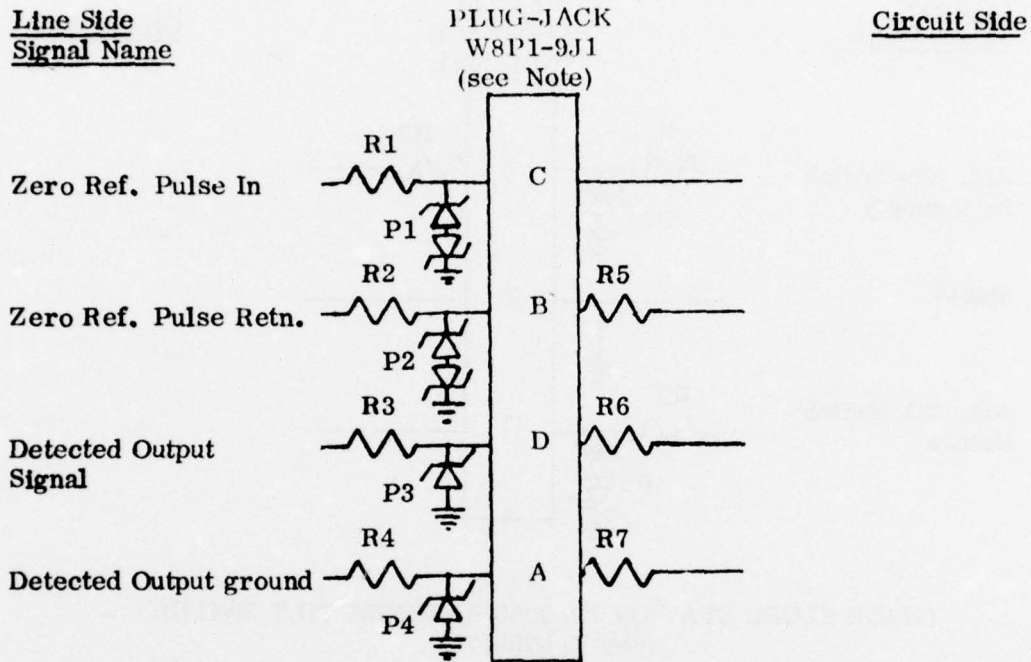 Line Side
Signal Name
PLUG-JACK
W8P1-9J1
(see Note)
Circuit Side
R1
Zero Ref. Pulse In
C
P1
R2
R5
Zero Ref. Pulse Retn.
B
P2
R3
R6
Detected Output
Signal
D
P3
R4
R7
Detected Output ground
A
P4